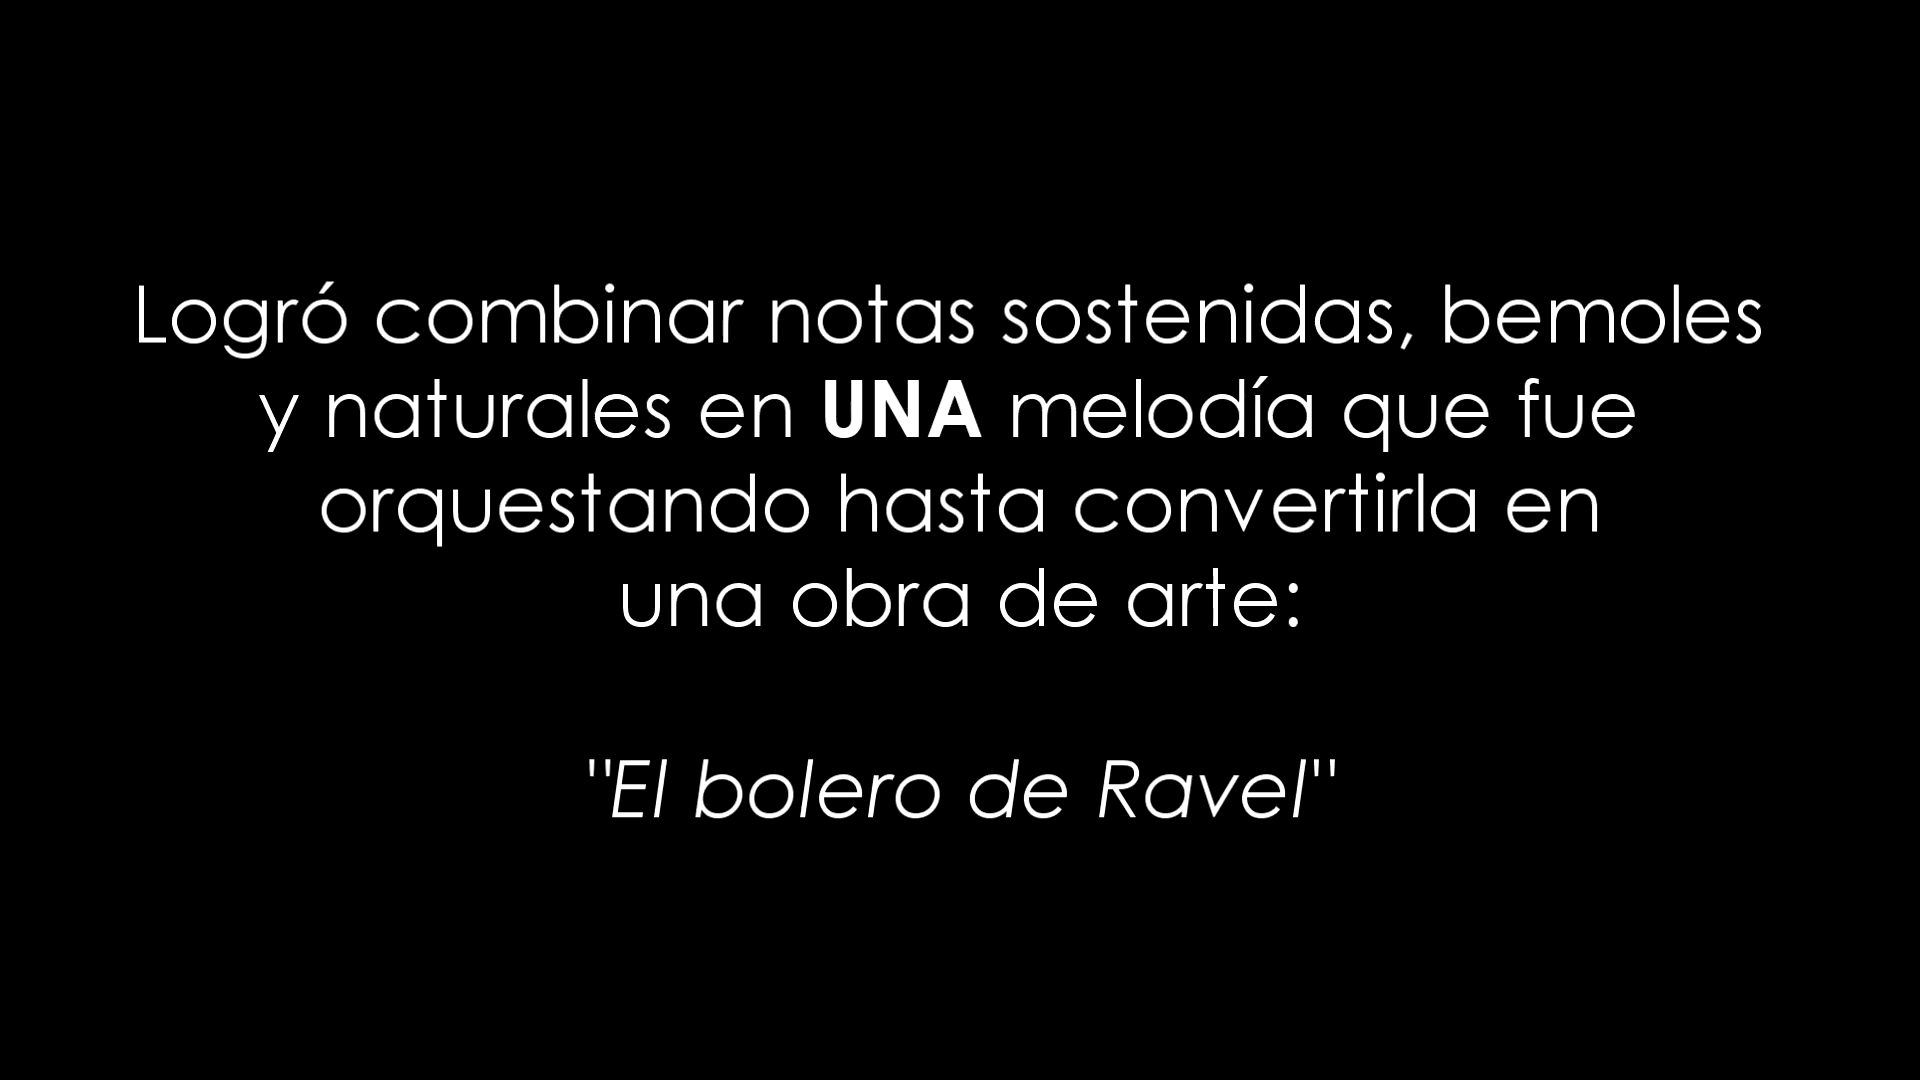 Logró combinar notas sostenidas, bemoles
y naturales en UNA melodía que fue
orquestando hasta convertirla en
una obra de arte:
"El bolero de Ravel"